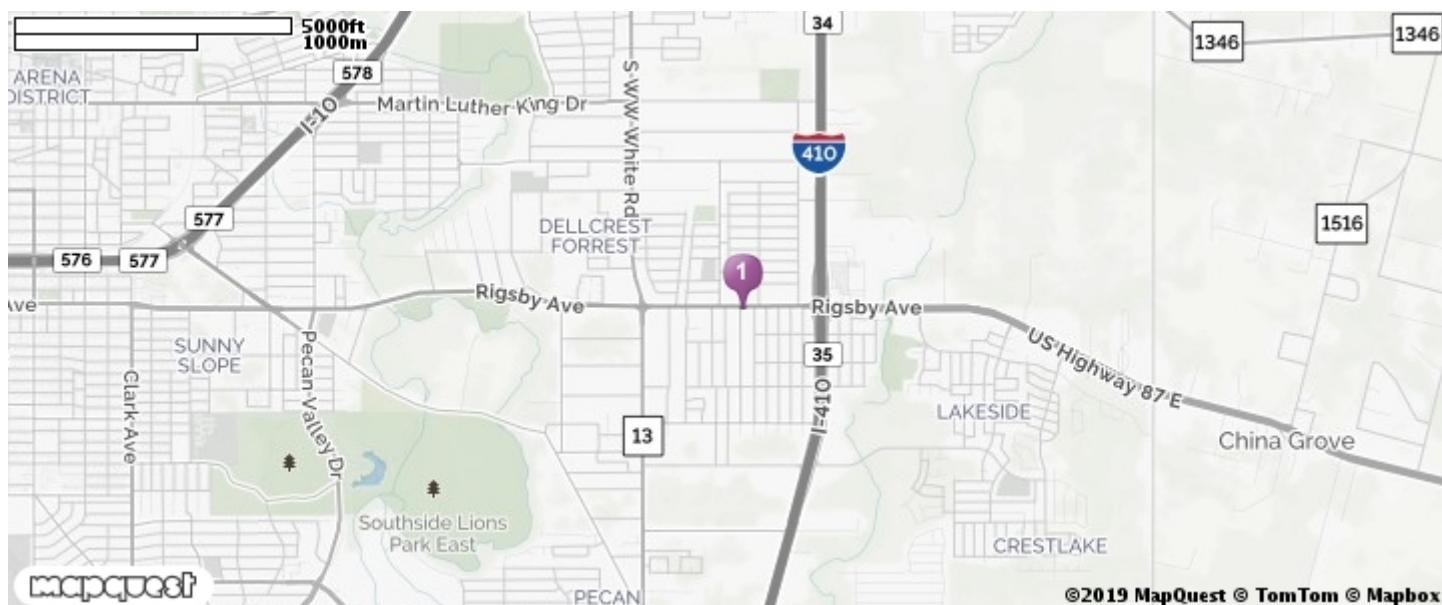 5000ft
1000m
34
1346
1346
578
ARENA
DISTRICT
Martin Luther King Dr
I-10
S-WW-White Rd
410
577
1516
DELLCREST
FORREST
576
577
1
Ave
Rigsby Ave
Rigsby Ave
SUNNY
SLOPE
Pecan-Valley Dr
Clark-Ave
35
US Highway 87 E
I-410
LAKESIDE
13
China Grove
Southside Lions
Park East
CRESTLAKE
mapquest
PECAN
©2019 MapQuest © TomTom © Mapbox